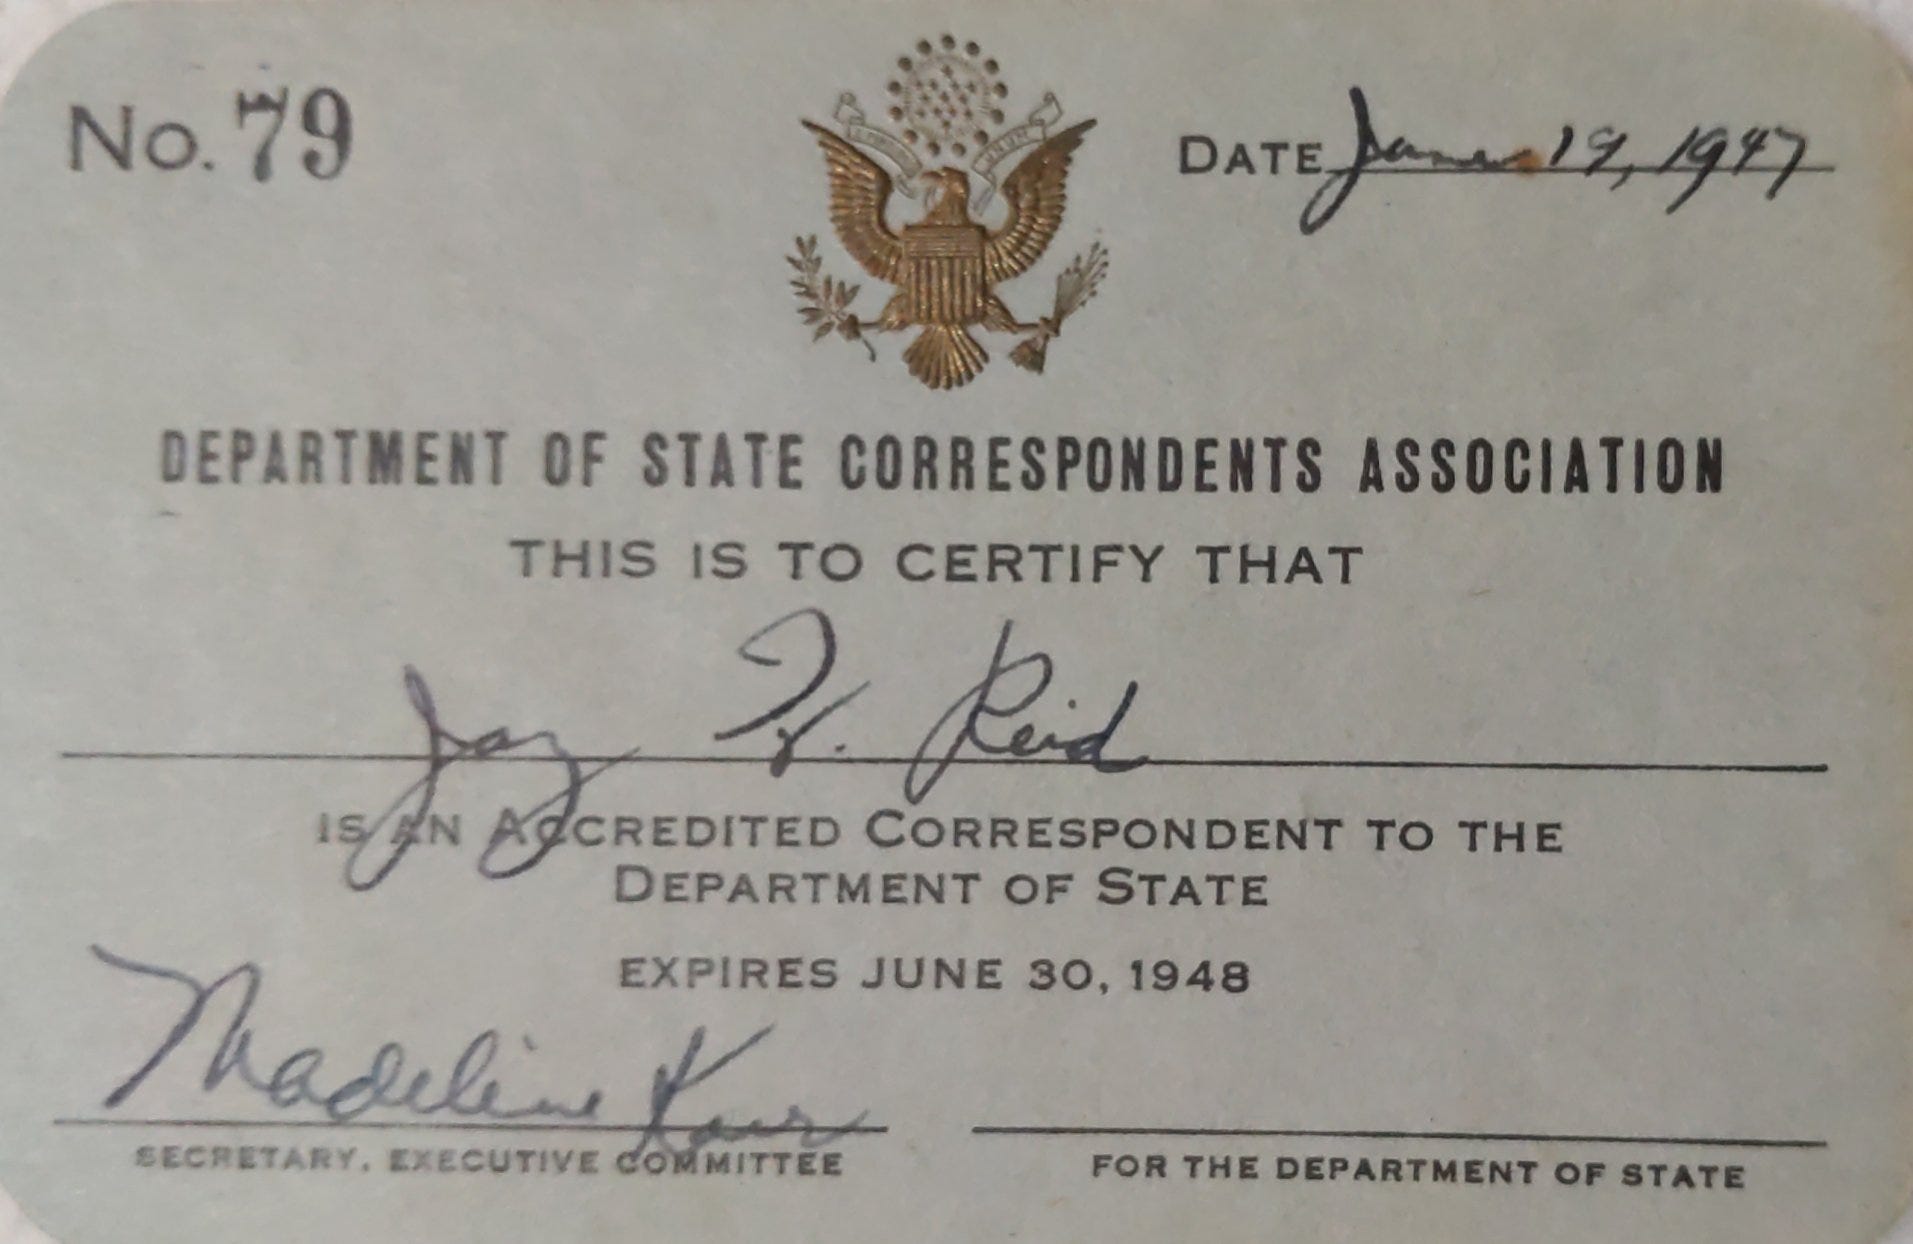 No. 79
DATE June 19, 1947
DEPARTMENT OF STATE CORRESPONDENTS ASSOCIATION
THIS IS TO CERTIFY THAT
Jay Reid
IS AN ACCREDITED CORRESPONDENT TO THE
DEPARTMENT OF STATE
EXPIRES JUNE 30, 1948
Madeline
SECRETARY, EXECUTIVE COMMITTEE
FOR THE DEPARTMENT OF STATE